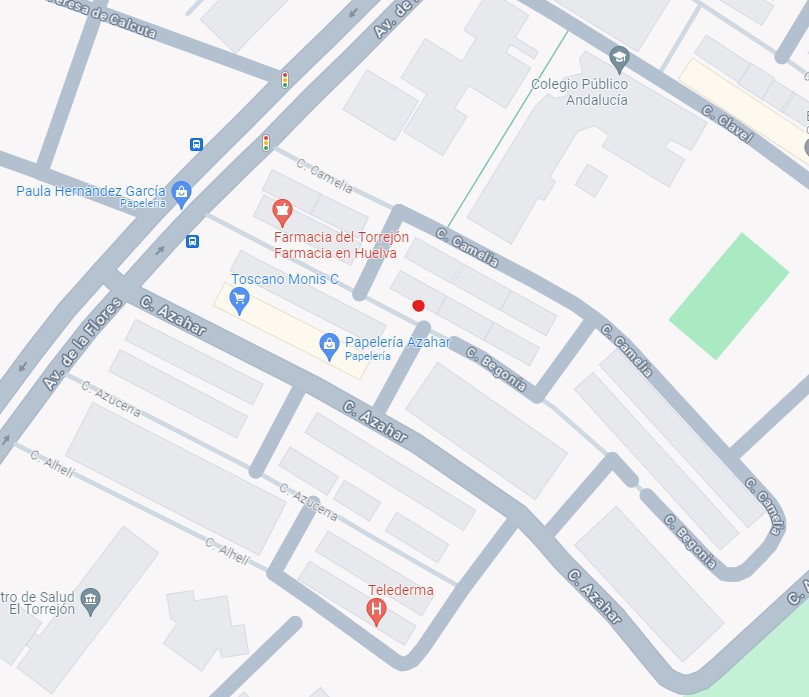 eresa de Calcuta
Av. de
Colegio Público
Andalucía
C. Clavel
C. Camelia
Paula Hernández García
Papelería
Farmacia del Torrejón
Farmacia en Huelva
C. Camelia
Toscano Monis C
C. Azahar
Av. de la Flores
Papelería Azahar
Papelería
C. Begonia
C. Camelia
C. Azucena
C. Azahar
C. Alhelí
C. Azucena
C. Camelia
C. Alhelí
C. Begonia
tro de Salud
El Torrejón
Telederma
H
C. Azahar
C.